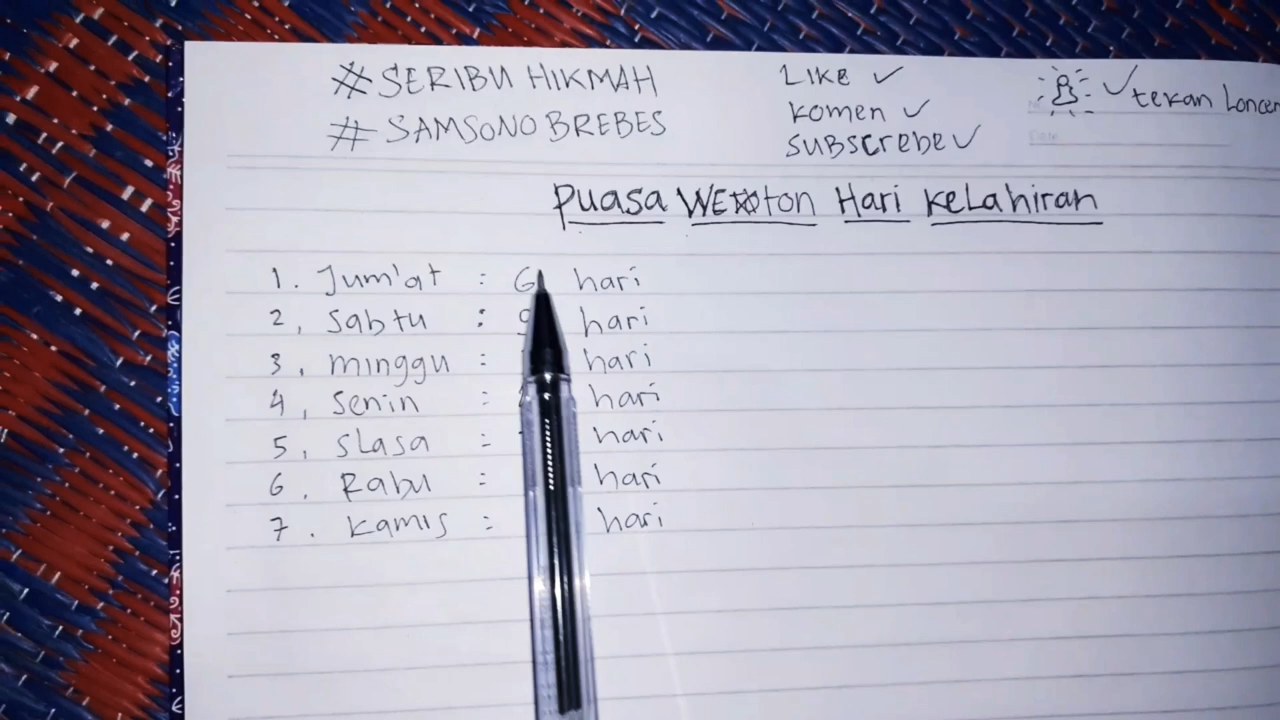 # SERIBU HIKMAH
# SAMSONO BREBES
LIKE ✓
komen ✓
SUBSCREBE ✓
✓ tekan Loncen
Puasa WEton Hari KeLahiran
1. Jum'at : 6 hari
2, Sabtu : 9 hari
3, minggu : hari
4, Senin : hari
5, sLasa : hari
6. Rabu : hari
7. Kamis : hari